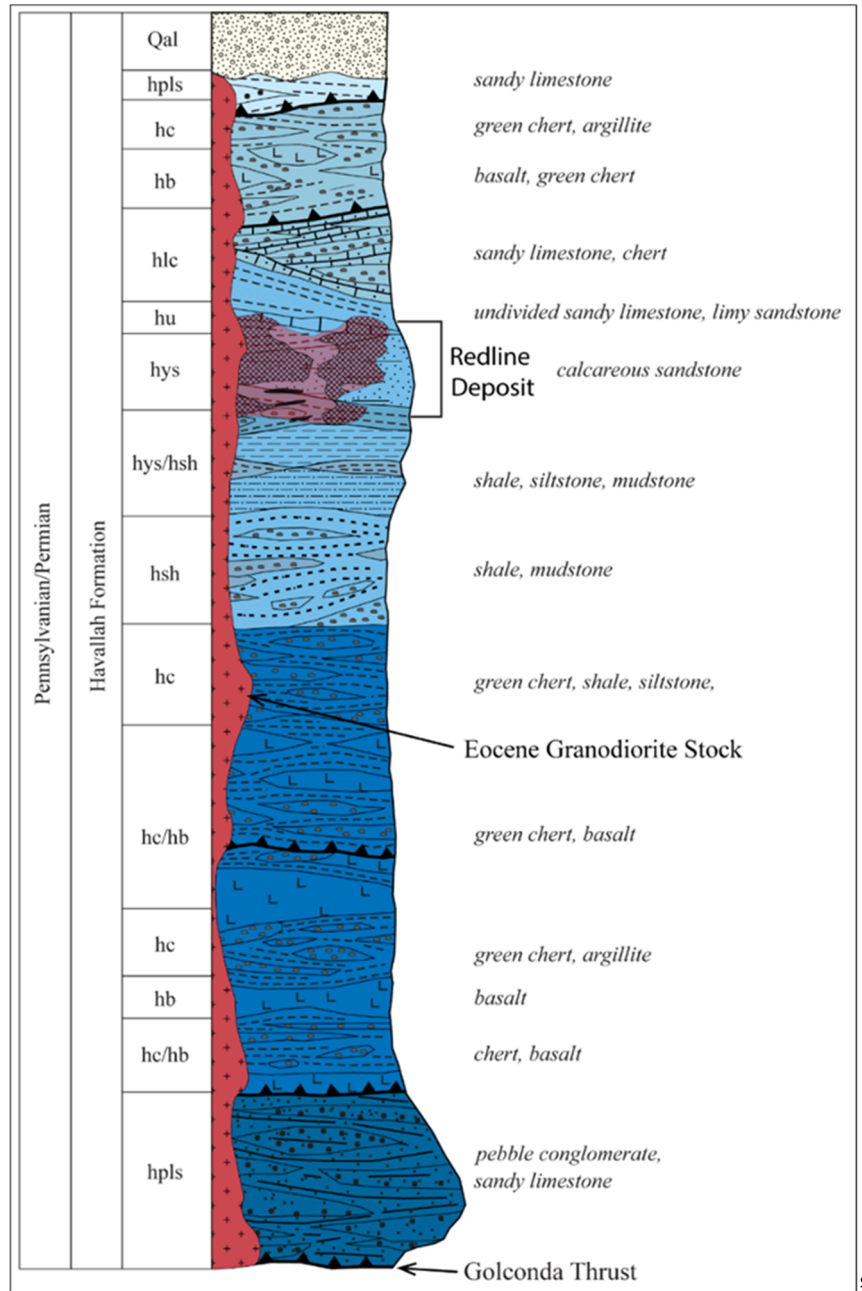 Pennsylvanian/Permian
Havallah Formation
Qal
hpls
sandy limestone
hc
green chert, argillite
hb
basalt, green chert
hlc
sandy limestone, chert
hu
undivided sandy limestone, limy sandstone
Redline
Deposit
hys
calcareous sandstone
hys/hsh
shale, siltstone, mudstone
hsh
shale, mudstone
hc
green chert, shale, siltstone,
Eocene Granodiorite Stock
hc/hb
green chert, basalt
hc
green chert, argillite
hb
basalt
hc/hb
chert, basalt
hpls
pebble conglomerate,
sandy limestone
Golconda Thrust